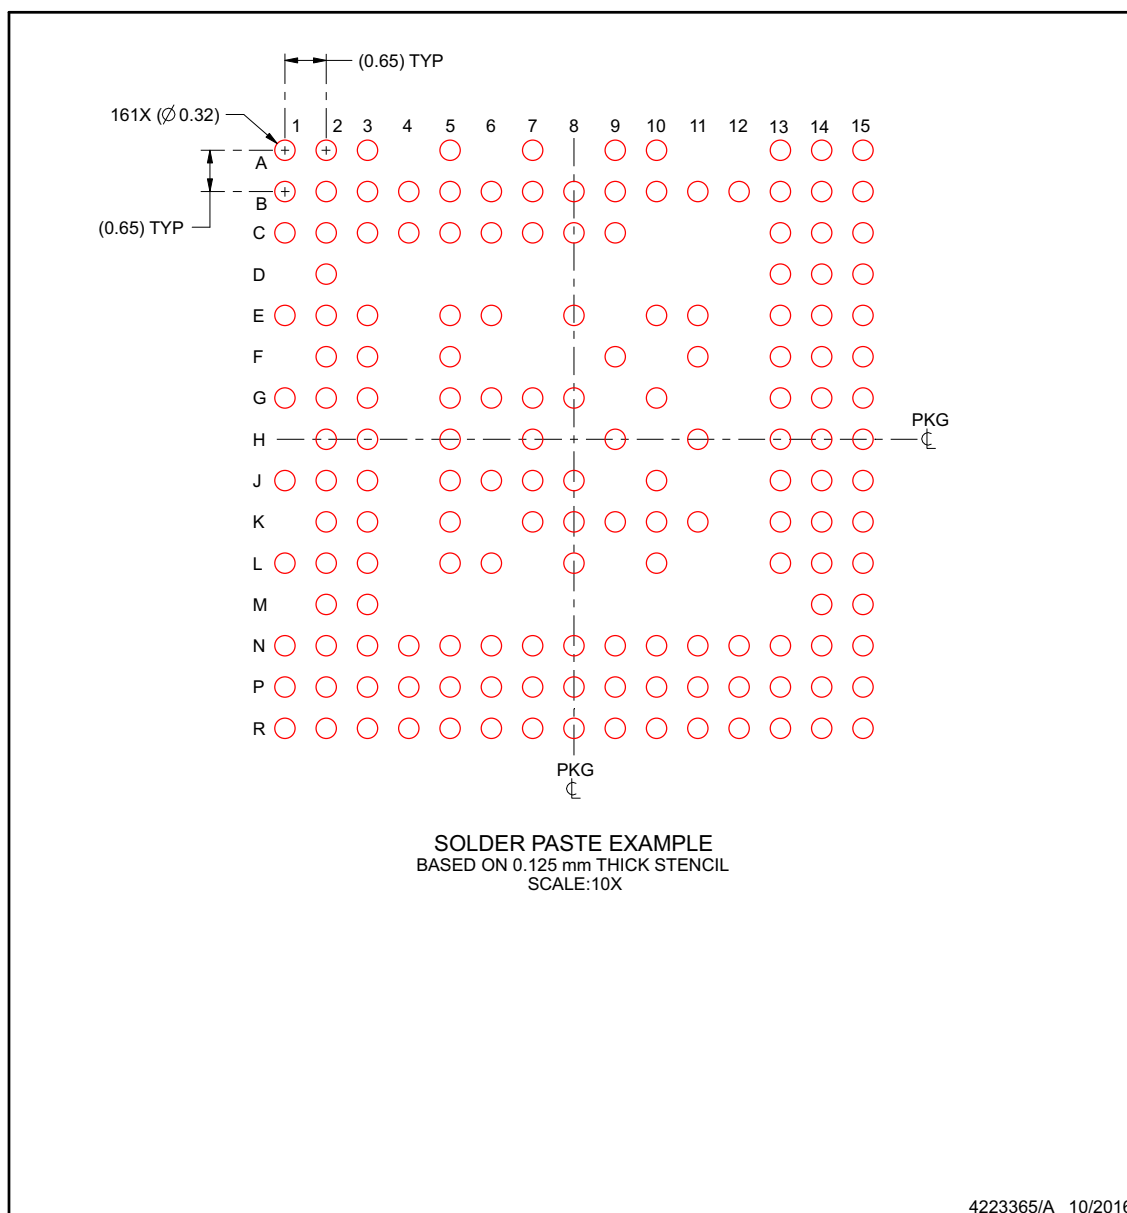 (0.65) TYP
161X (∅ 0.32)
1 2 3 4 5 6 7 8 9 10 11 12 13 14 15
A
B
(0.65) TYP
C
D
E
F
G
PKG
H
J
K
L
M
N
P
R
PKG
SOLDER PASTE EXAMPLE
BASED ON 0.125 mm THICK STENCIL
SCALE:10X
4223365/A 10/2016